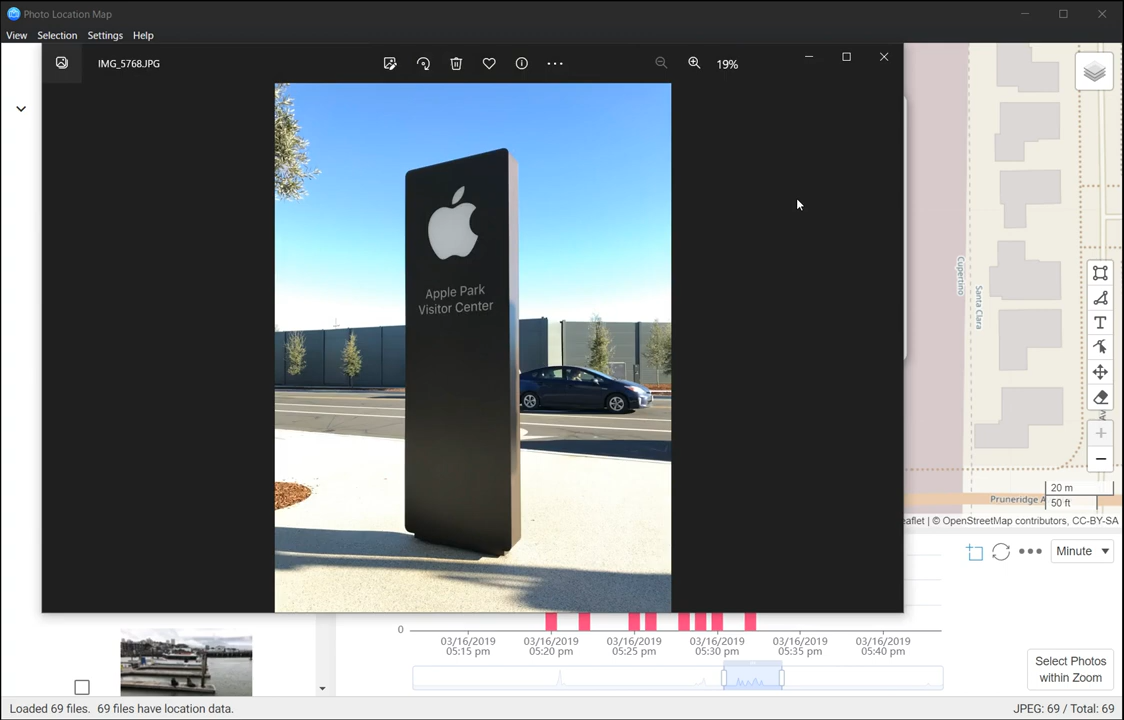 Photo Location Map
View Selection Settings Help
IMG_5768.JPG
19%
Apple Park
Visitor Center
Cupertino
Santa Clara
T
20 m
50 ft
Pruneridge A
eaflet | © OpenStreetMap contributors, CC-BY-SA
Minute
0
03/16/2019 03/16/2019 03/16/2019 03/16/2019 03/16/2019 03/16/2019
05:15 pm 05:20 pm 05:25 pm 05:30 pm 05:35 pm 05:40 pm
Select Photos
within Zoom
Loaded 69 files. 69 files have location data.
JPEG: 69 / Total: 69